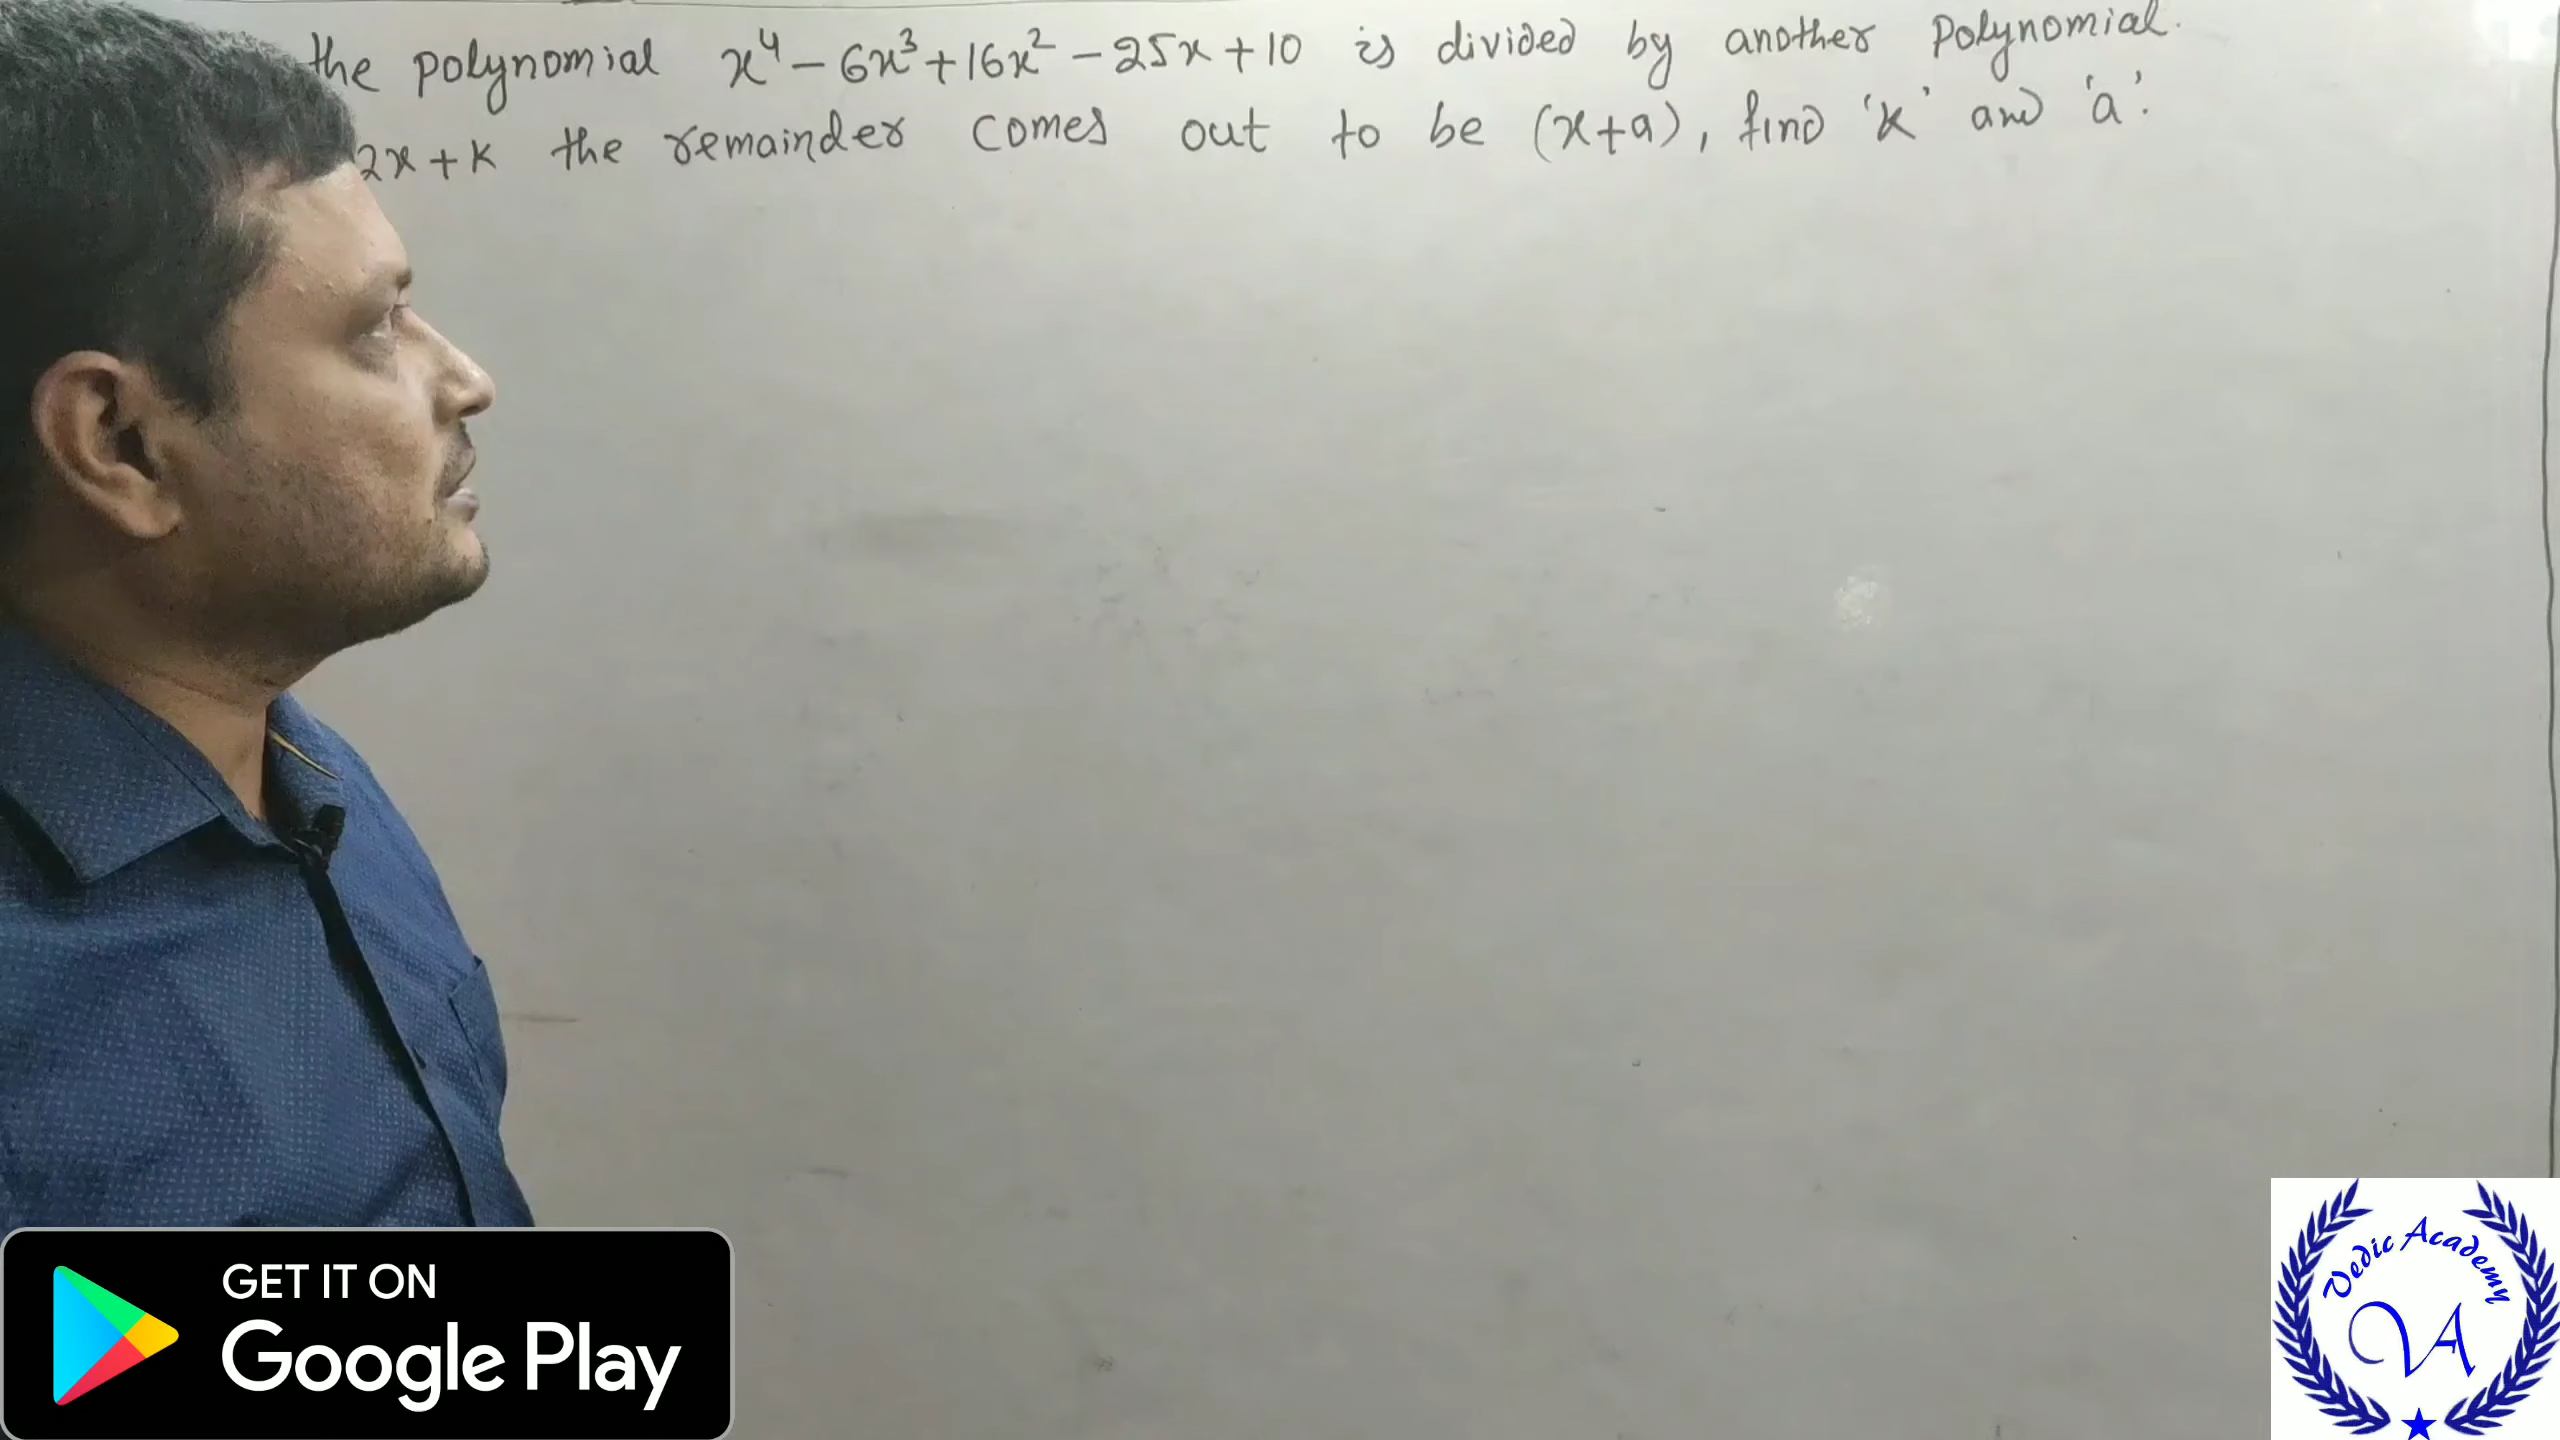 the polynomial x⁴ - 6x³ + 16x² - 25x + 10 is divided by another polynomial.
2x + k the remainder comes out to be (x+a), find 'k' and 'a'.
GET IT ON
Google Play
Vedic Academy
VA